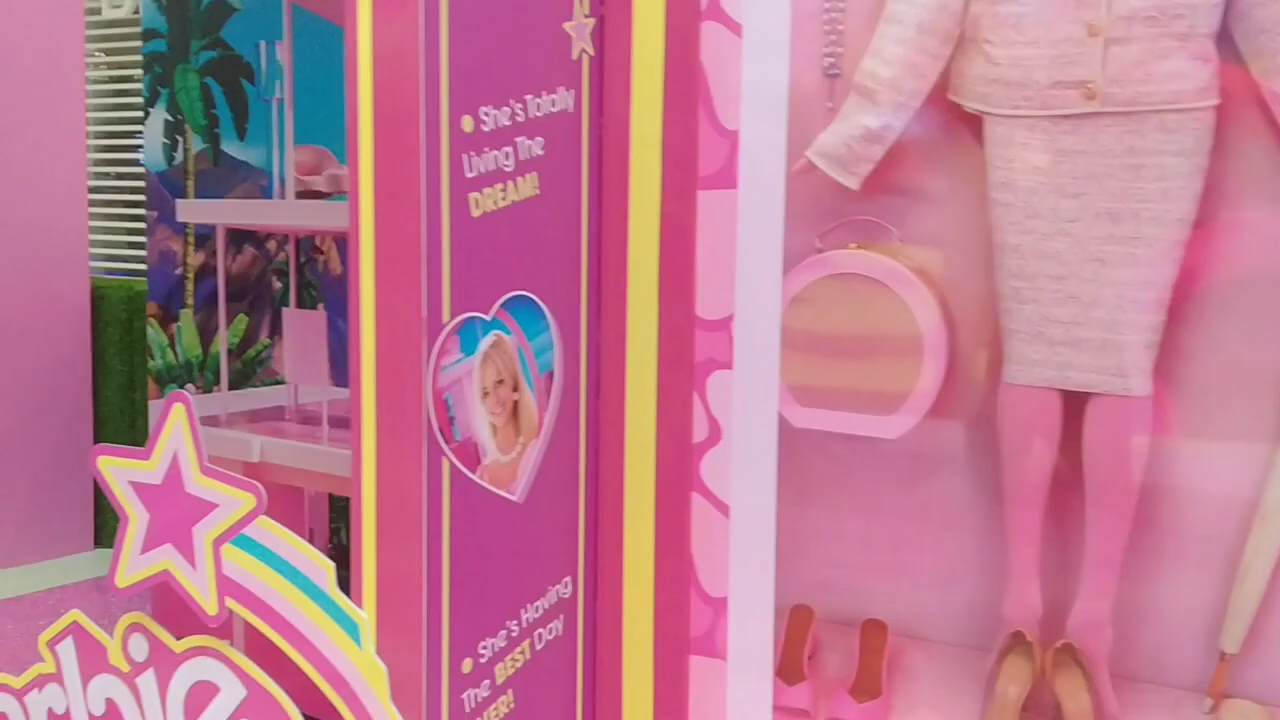 She's Totally
Living The
DREAM!
She's Having
The BEST Day